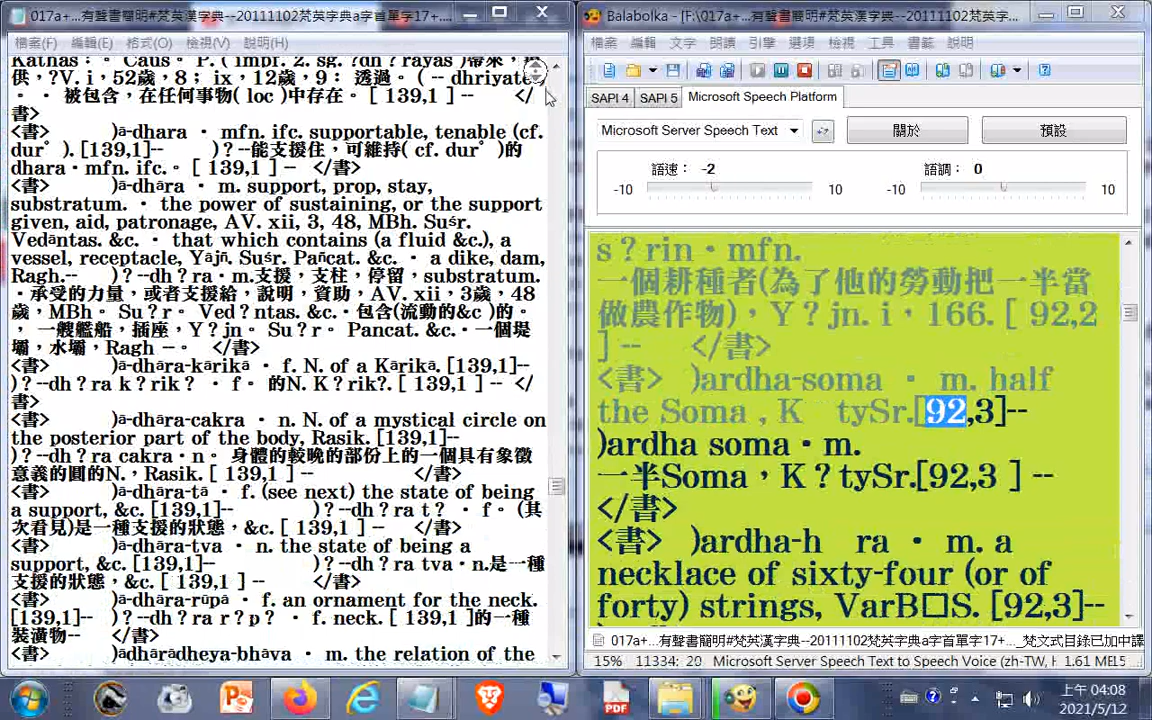 017a+...有聲書簡明#梵英漢字典--20111102梵英字典a字首單字17+...
檔案(F) 編輯(E) 格式(O) 檢視(V) 說明(H)
Kathās：。 Caus. P. ( impf. 2. sg. ?dh ? rayas )帶來，提
供，?V. i，52歲，8； ix，12歲，9： 透過。 ( -- dhriyate )
・ ・ 被包含，在任何事物( loc )中存在。 [ 139,1 ] -- </
書>
<書> )ā-dhara ・ mfn. ifc. supportable, tenable (cf.
dur°). [139,1]-- )? --能支援住，可維持( cf. dur° )的
dhara・mfn. ifc.。 [ 139,1 ] -- </書>
<書> )ā-dhāra ・ m. support, prop, stay,
substratum. ・ the power of sustaining, or the support
given, aid, patronage, AV. xii, 3, 48, MBh. Suśr.
Vedāntas. &c. ・ that which contains (a fluid &c.), a
vessel, receptacle, Yājñ. Suśr. Pañcat. &c. ・ a dike, dam,
Ragh.-- )? --dh ? ra・m.支援，支柱，停留，substratum.
・承受的力量，或者支援給，說明，資助，AV. xii，3歲，48
歲，MBh. Su ? r. Ved ? ntas. &c.・包含(流動的&c )的。
， 一艘艦船，插座，Y ? jn. Su ? r. Pancat. &c.・一個堤
壩，水壩，Ragh －。 </書>
<書> )ā-dhāra-kārikā ・ f. N. of a Kārikā. [139,1]--
)? --dh ? ra k ? rik ? ・ f。 的N. K ? rik?. [ 139,1 ] -- </
書>
<書> )ā-dhāra-cakra ・ n. N. of a mystical circle on
the posterior part of the body, Rasik. [139,1]--
)? --dh ? ra cakra・n。 身體的較晚的部份上的一個具有象徵
意義的圓的N.，Rasik. [ 139,1 ] -- </書>
<書> )ā-dhāra-tā ・ f. (see next) the state of being
a support, &c. [139,1]-- )? --dh ? ra t ? ・ f。 (其
次看見)是一種支援的狀態，&c. [ 139,1 ] -- </書>
<書> )ā-dhāra-tva ・ n. the state of being a
support, &c. [139,1]-- )? --dh ? ra tva・n.是一種
支援的狀態，&c. [ 139,1 ] -- </書>
<書> )ā-dhāra-rūpā ・ f. an ornament for the neck.
[139,1]-- )? --dh ? ra r ? p ? ・ f. neck. [ 139,1 ]的一種
裝潢物-- </書>
<書> )ādhārādheya-bhāva ・ m. the relation of the
Balabolka - [F:\017a+...有聲書簡明#梵英漢字典--20111102梵英字...
檔案 編輯 文字 朗讀 引擎 選項 檢視 工具 書籤 說明
SAPI 4 SAPI 5 Microsoft Speech Platform
Microsoft Server Speech Text 關於 預設
語速： -2 語調： 0
-10 10 -10 10
s ? rin・mfn.
一個耕種者(為了他的勞動把一半當
做農作物)，Y ? jn. i，166. [ 92,2
] -- </書>
<書> )ardha-soma ・ m. half
the Soma , K tySr.[92,3]--
)ardha soma・m.
一半Soma，K ? tySr.[92,3 ] --
</書>
<書> )ardha-h ra ・ m. a
necklace of sixty-four (or of
forty) strings, VarB□S. [92,3]--
017a+...有聲書簡明#梵英漢字典--20111102梵英字典a字首單字17+..._梵文式目錄已加中譯
15% 11334: 20 Microsoft Server Speech Text to Speech Voice (zh-TW, H 1.61 МБ
上午 04:08
2021/5/12